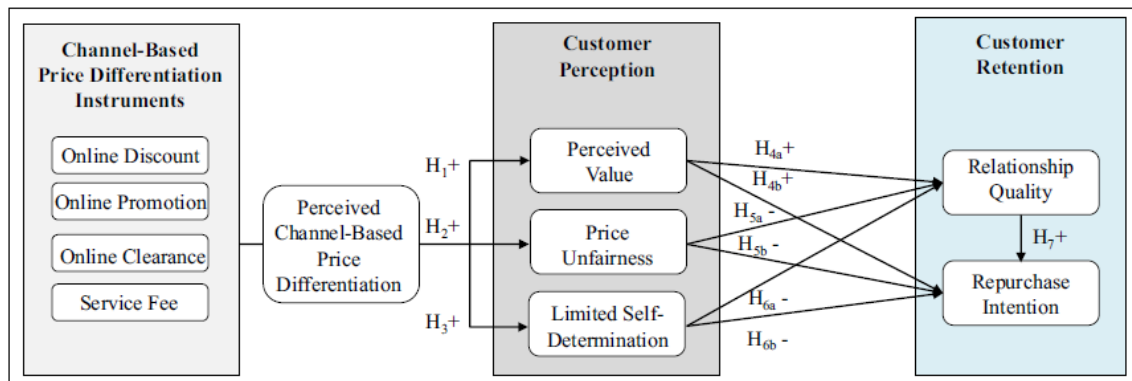 Channel-Based
Price Differentiation
Instruments
Online Discount
Online Promotion
Online Clearance
Service Fee
Perceived
Channel-Based
Price
Differentiation
H1+
H2+
H3+
Customer
Perception
Perceived
Value
Price
Unfairness
Limited Self-
Determination
H4a+
H4b+
H5a -
H5b -
H6a -
H6b -
Customer
Retention
Relationship
Quality
H7+
Repurchase
Intention